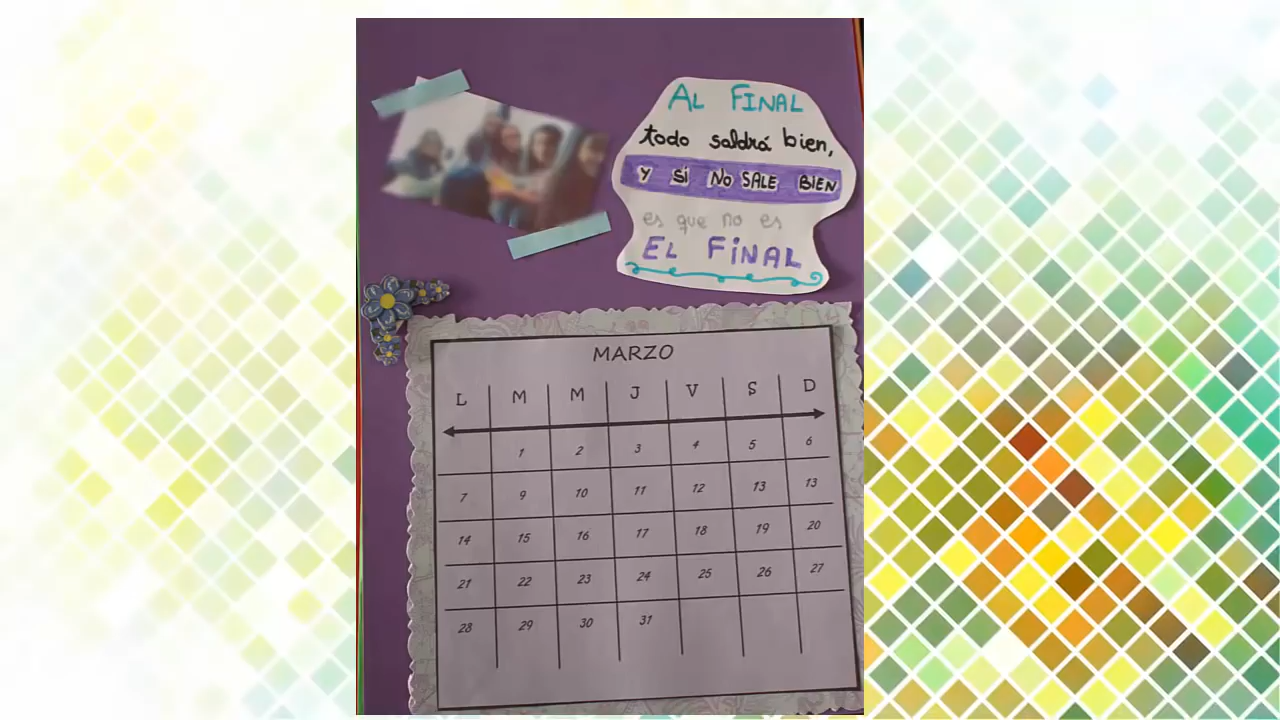 AL FINAL
todo saldrá bien,
Y Si NO SALE BIEN
es que no es
EL FiNAL
MARZO
L M M J V S D
1 2 3 4 5 6
7 9 10 11 12 13 13
14 15 16 17 18 19 20
21 22 23 24 25 26 27
28 29 30 31